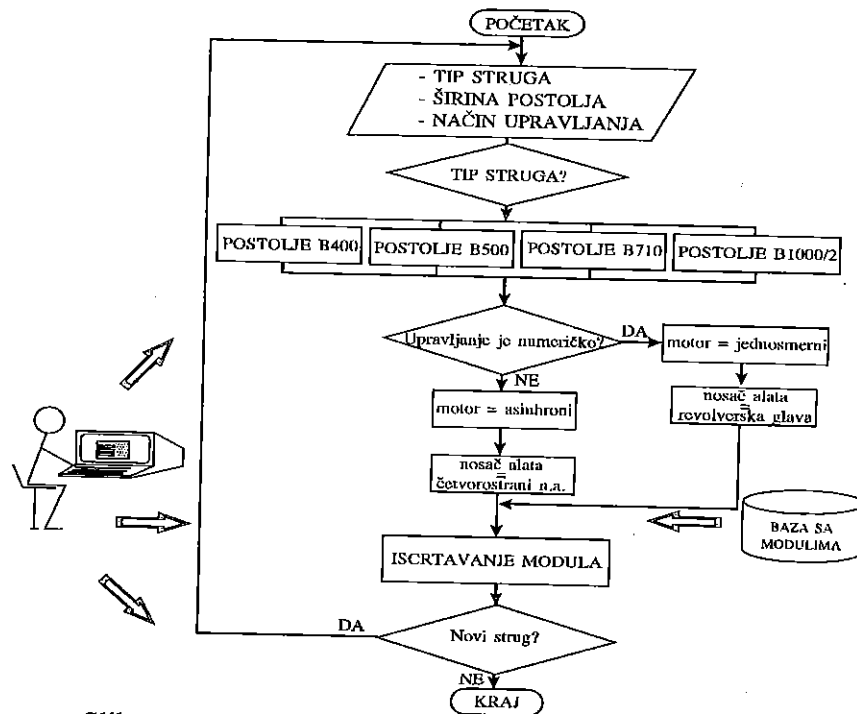 POČETAK
- TIP STRUGA
- ŠIRINA POSTOLJA
- NAČIN UPRAVLJANJA
TIP STRUGA?
POSTOLJE B400
POSTOLJE B500
POSTOLJE B710
POSTOLJE B1000/2
Upravljanje je numeričko?
DA
motor = jednosmerni
NE
motor = asinhroni
nosač alata
=
revolverska glava
nosač alata
=
četvorostrani n.a.
BAZA SA
MODULIMA
ISCRTAVANJE MODULA
DA
Novi strug?
NE
KRAJ